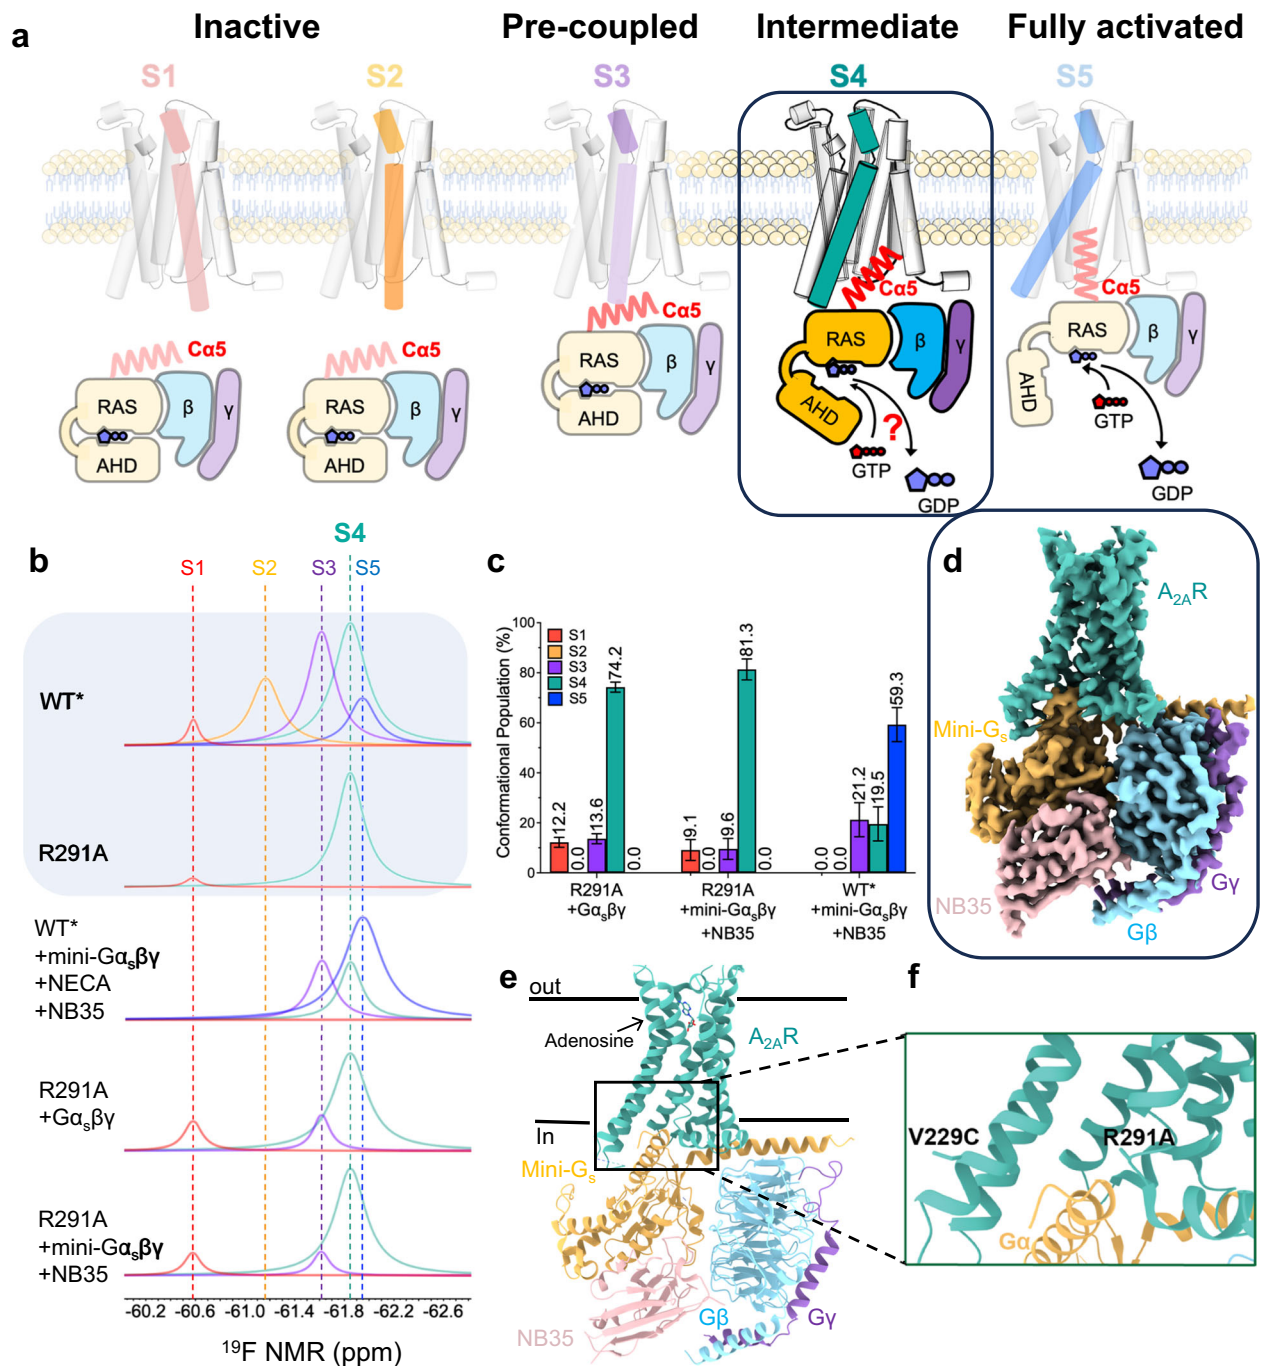 a
Inactive
Pre-coupled
Intermediate
Fully activated
S1
S2
S3
S4
S5
Cα5
RAS
AHD
β
γ
Cα5
RAS
AHD
β
γ
Cα5
RAS
AHD
β
γ
Cα5
RAS
AHD
β
γ
?
GTP
GDP
RAS
AHD
β
γ
Cα5
GTP
GDP
b
S4
S1
S2
S3
S5
WT*
R291A
WT*
+mini-Gαsβγ
+NECA
+NB35
R291A
+Gαsβγ
R291A
+mini-Gαsβγ
+NB35
-60.2 -60.6 -61.0 -61.4 -61.8 -62.2 -62.6
19F NMR (ppm)
c
Conformational Population (%)
100
80
60
40
20
0
S1
S2
S3
S4
S5
12.2
0.0
13.6
74.2
0.0
9.1
0.0
9.6
81.3
0.0
0.0
0.0
21.2
19.5
59.3
R291A
+Gαsβγ
R291A
+mini-Gαsβγ
+NB35
WT*
+mini-Gαsβγ
+NB35
d
A2AR
Mini-Gs
NB35
Gβ
Gγ
e
out
Adenosine
A2AR
In
Mini-Gs
NB35
Gβ
Gγ
f
V229C
R291A
Gα